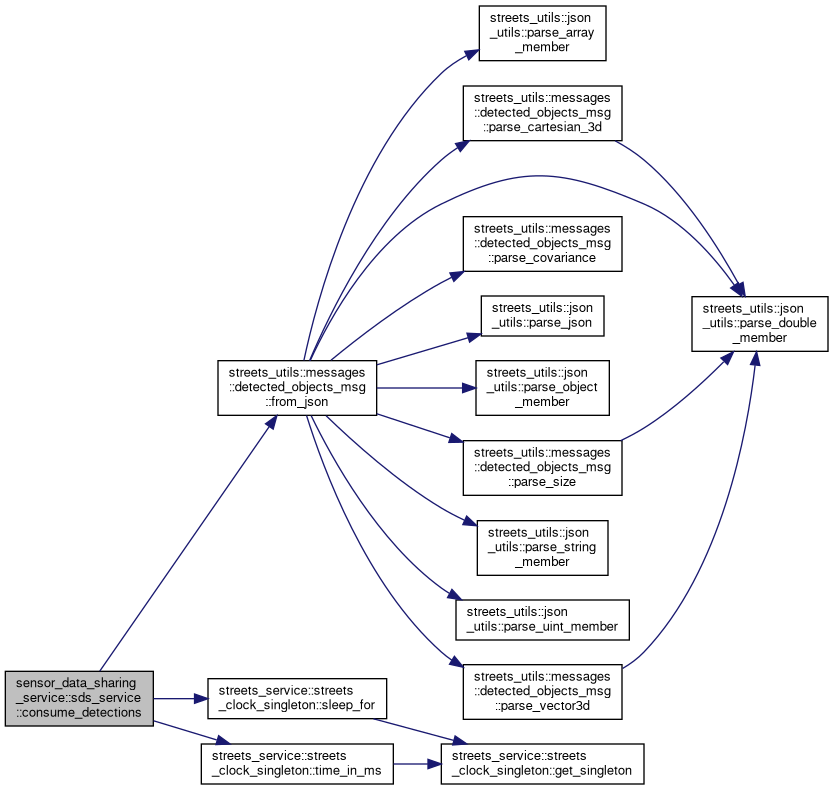 streets_utils::json
_utils::parse_array
_member
streets_utils::messages
::detected_objects_msg
::parse_cartesian_3d
streets_utils::messages
::detected_objects_msg
::parse_covariance
streets_utils::json
_utils::parse_json
streets_utils::json
_utils::parse_double
_member
streets_utils::messages
::detected_objects_msg
::from_json
streets_utils::json
_utils::parse_object
_member
streets_utils::messages
::detected_objects_msg
::parse_size
streets_utils::json
_utils::parse_string
_member
streets_utils::json
_utils::parse_uint_member
streets_utils::messages
::detected_objects_msg
::parse_vector3d
sensor_data_sharing
_service::sds_service
::consume_detections
streets_service::streets
_clock_singleton::sleep_for
streets_service::streets
_clock_singleton::time_in_ms
streets_service::streets
_clock_singleton::get_singleton